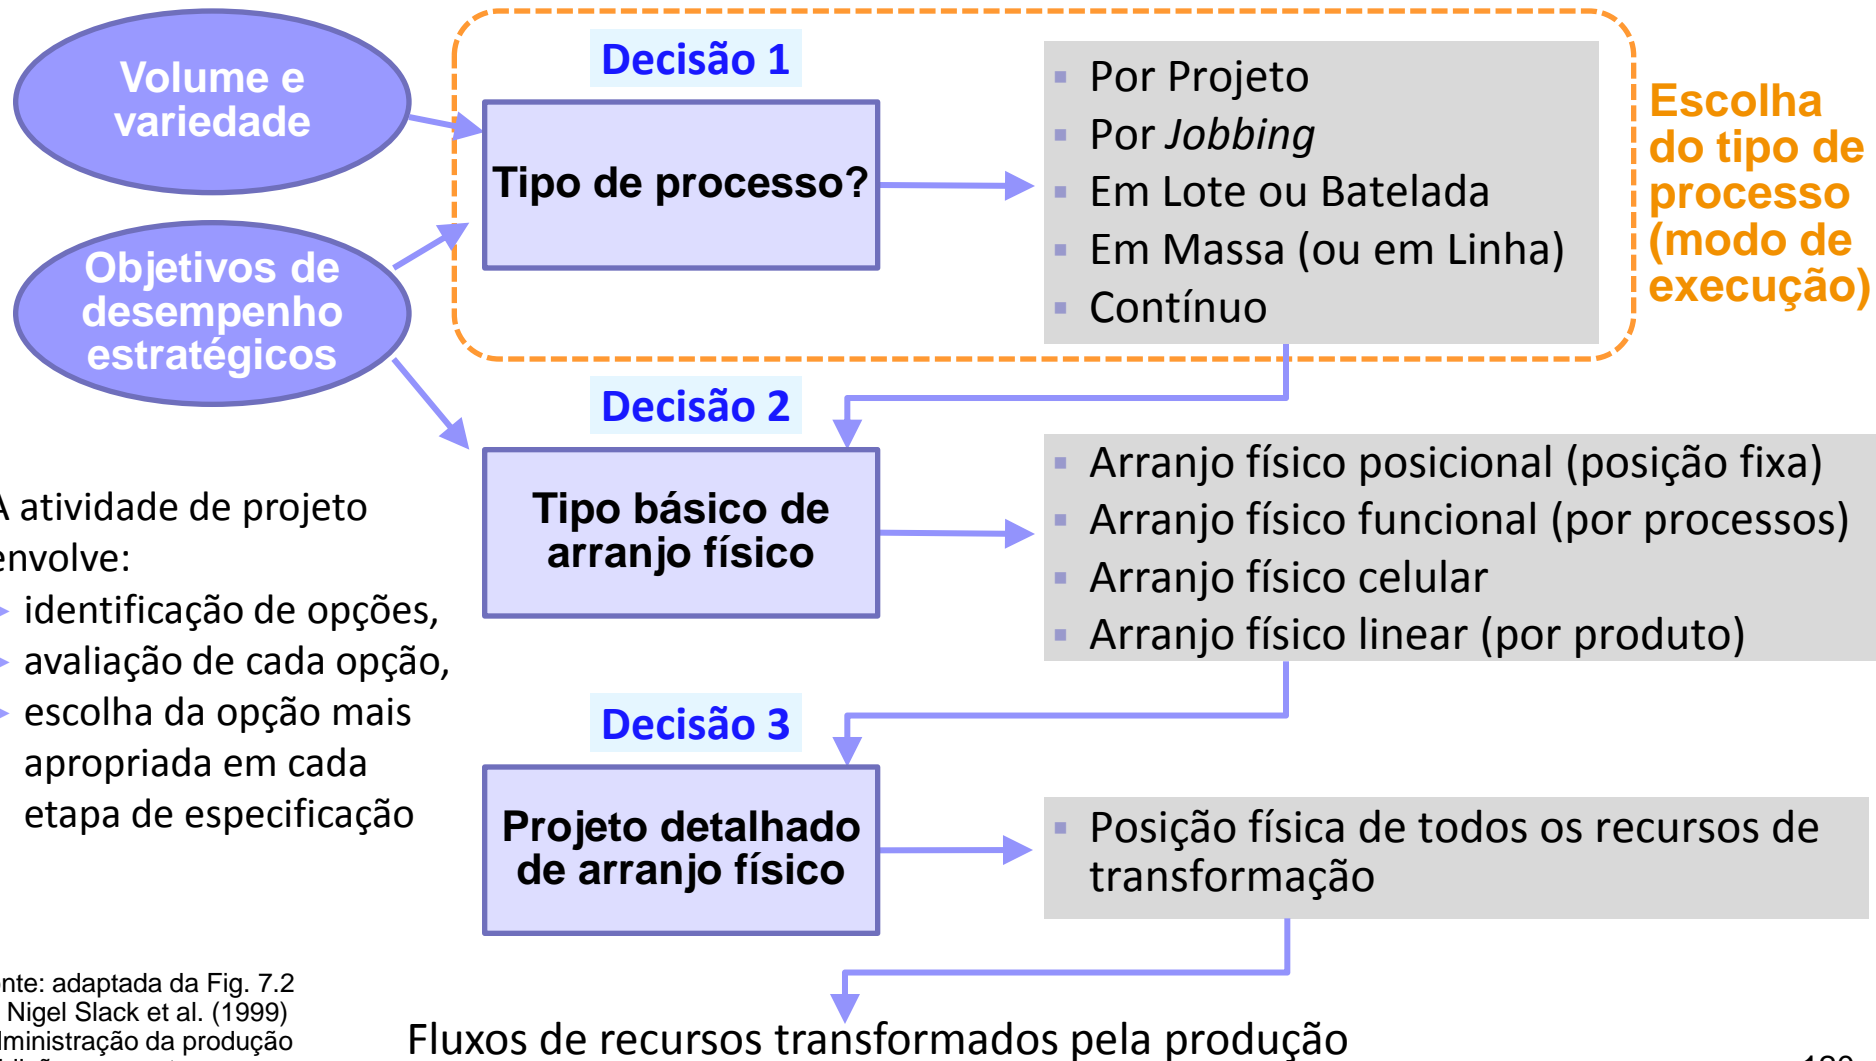 Volume e
variedade
Objetivos de
desempenho
estratégicos
Decisão 1
Tipo de processo?
Por Projeto
Por Jobbing
Em Lote ou Batelada
Em Massa (ou em Linha)
Contínuo
Escolha
do tipo de
processo
(modo de
execução)
Decisão 2
Tipo básico de
arranjo físico
Arranjo físico posicional (posição fixa)
Arranjo físico funcional (por processos)
Arranjo físico celular
Arranjo físico linear (por produto)
A atividade de projeto
envolve:
identificação de opções,
avaliação de cada opção,
escolha da opção mais
apropriada em cada
etapa de especificação
Decisão 3
Projeto detalhado
de arranjo físico
Posição física de todos os recursos de
transformação
nte: adaptada da Fig. 7.2
Nigel Slack et al. (1999)
dministração da produção
Fluxos de recursos transformados pela produção